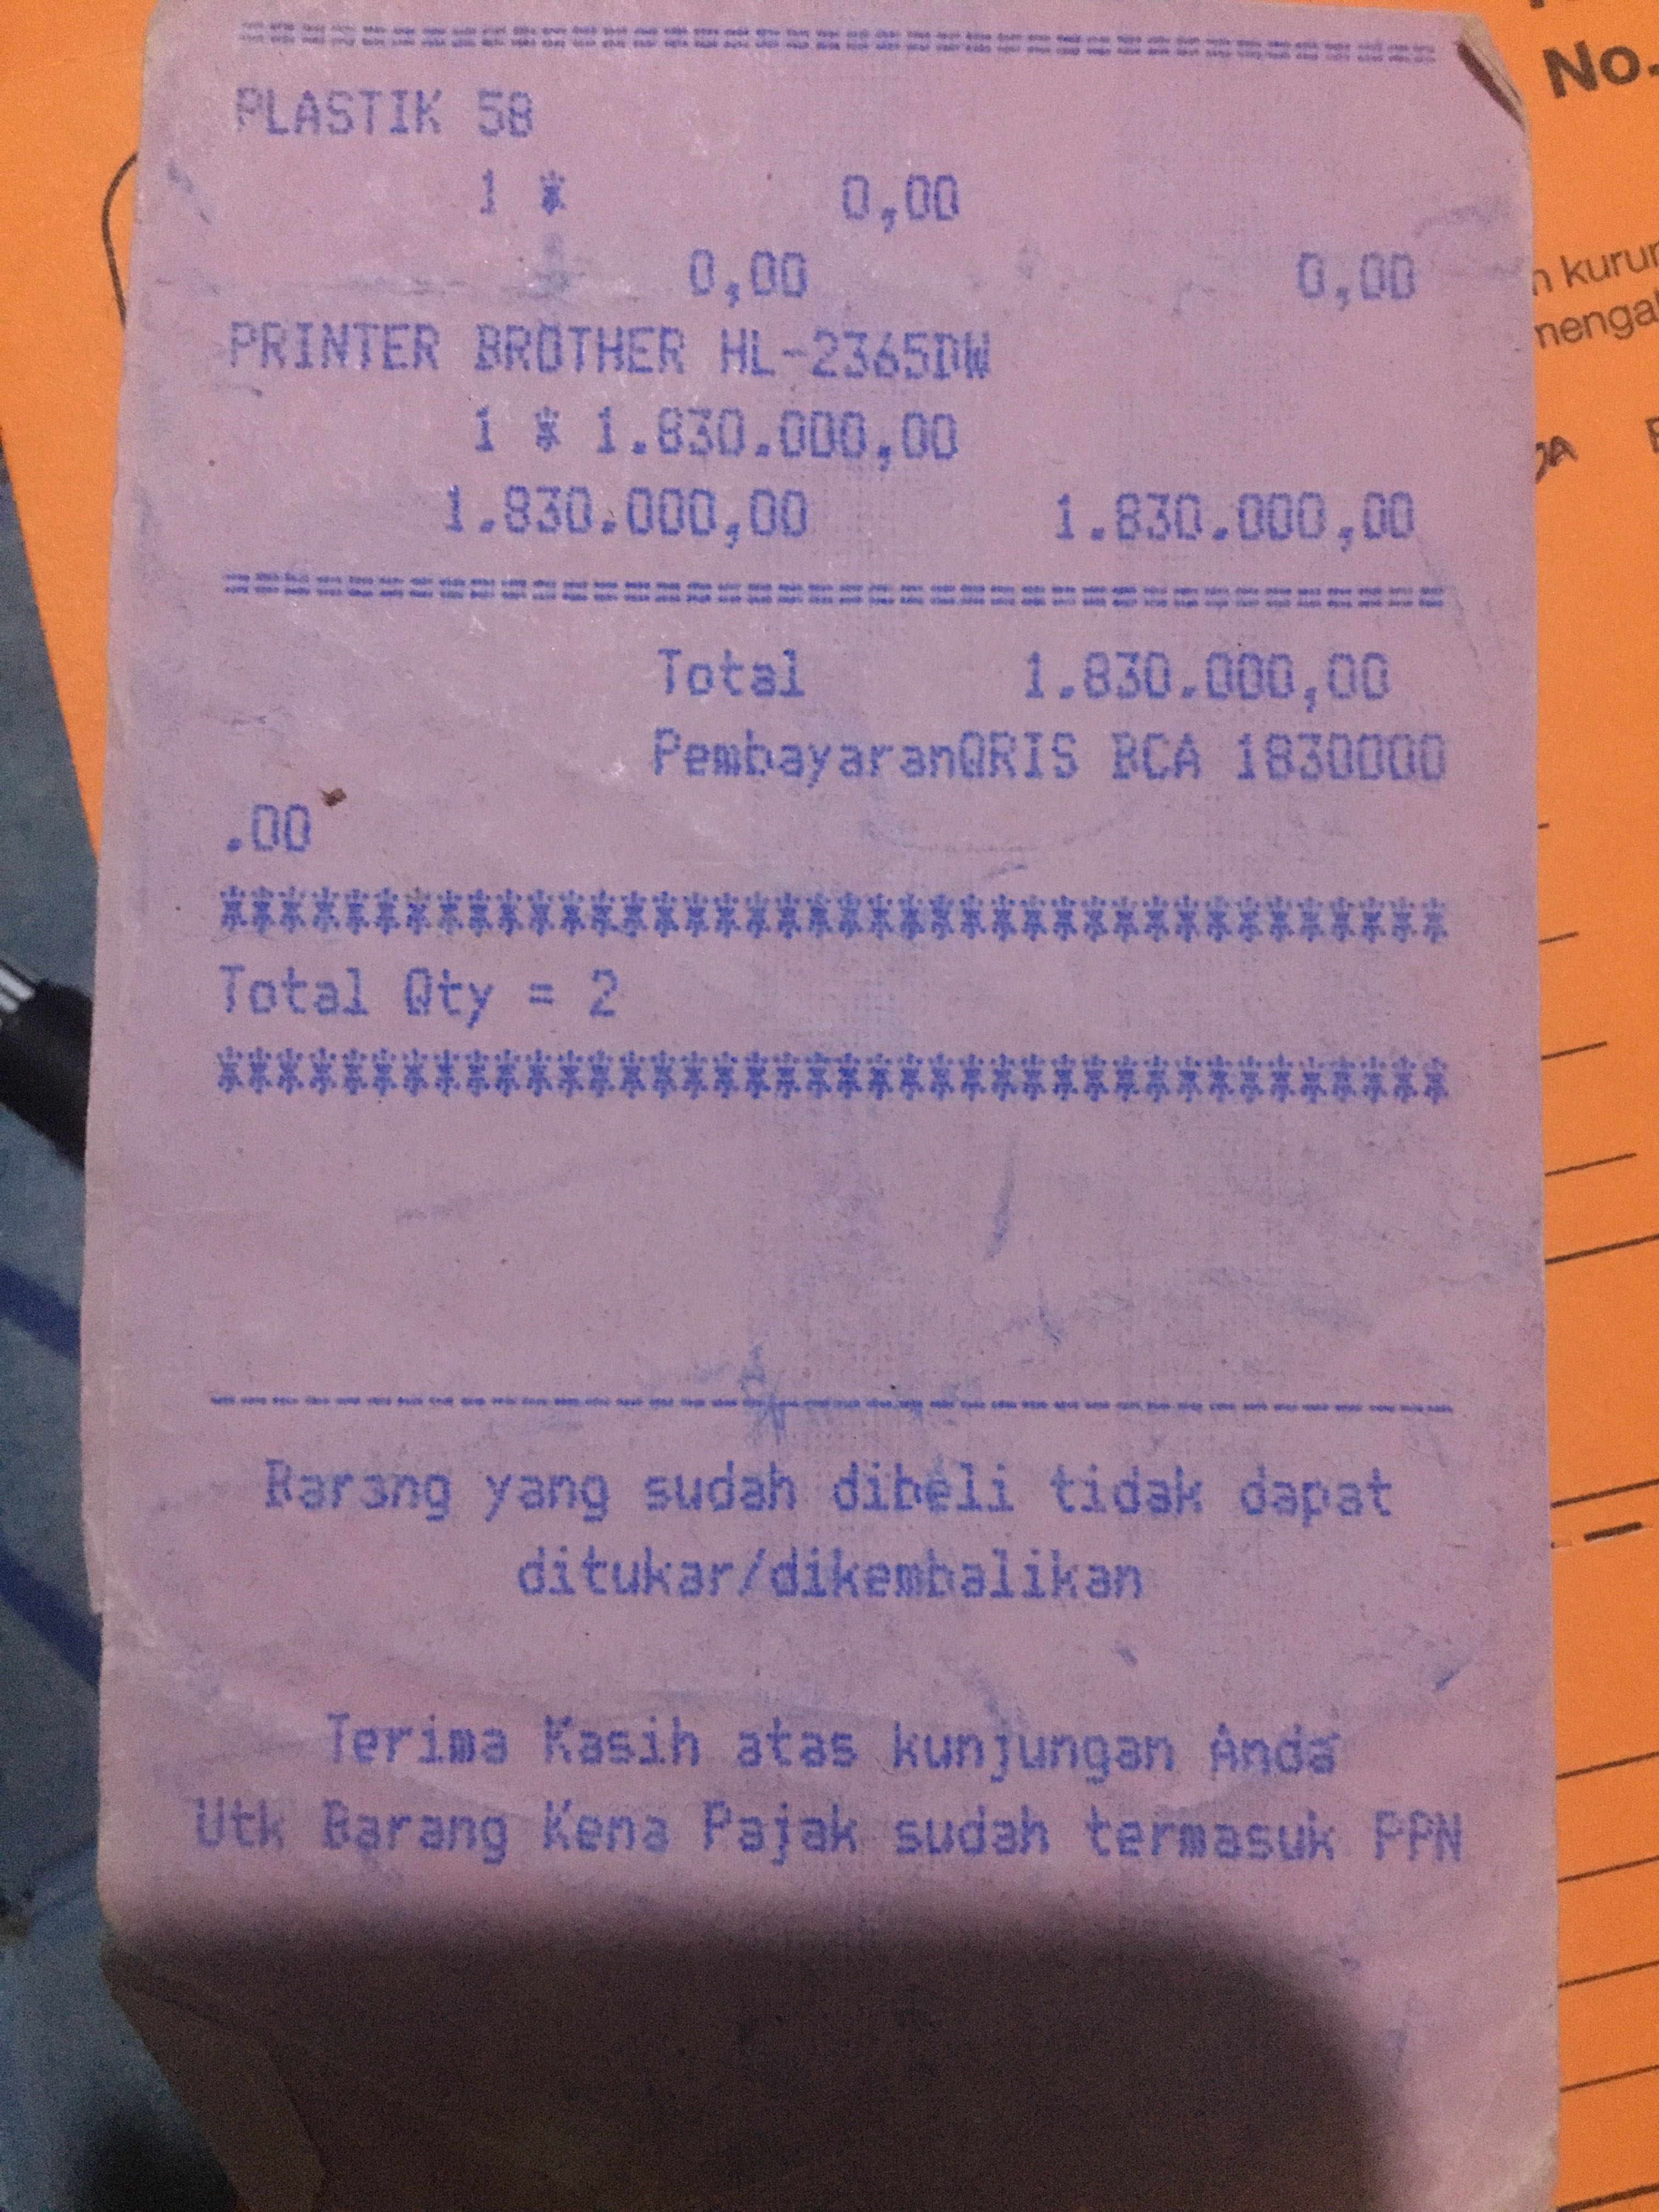 ================================
PLASTIK 58
1 * 0,00
0,00 0,00
PRINTER BROTHER HL-2365DW
1 * 1.830.000,00
1.830.000,00 1.830.000,00
================================
Total 1.830.000,00
PembayaranQRIS BCA 1830000
.00
****************************************
Total Qty = 2
****************************************
----------------------------------------
Barang yang sudah dibeli tidak dapat
ditukar/dikembalikan
Terima Kasih atas kunjungan Anda
Utk Barang Kena Pajak sudah termasuk PPN
No.